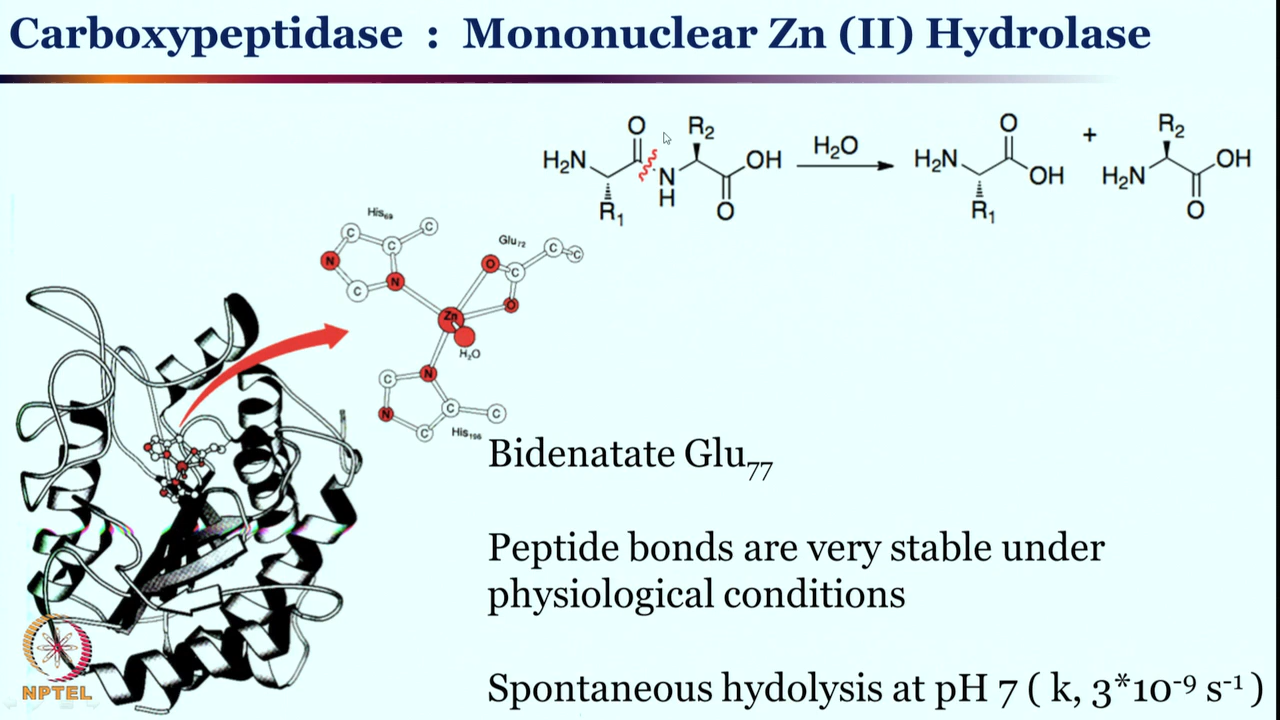 Carboxypeptidase : Mononuclear Zn (II) Hydrolase
O R₂
H₂N N H OH R₁ O
H₂O
O
H₂N OH R₁
+
R₂
H₂N OH O
His₆₉
C C C N N C
Glu₇₂
O C C C O
Zn
H₂O
C N N C C C
His₁₉₆
Bidenatate Glu₇₇
Peptide bonds are very stable under
physiological conditions
Spontaneous hydolysis at pH 7 ( k, 3*10⁻⁹ s⁻¹ )
NPTEL